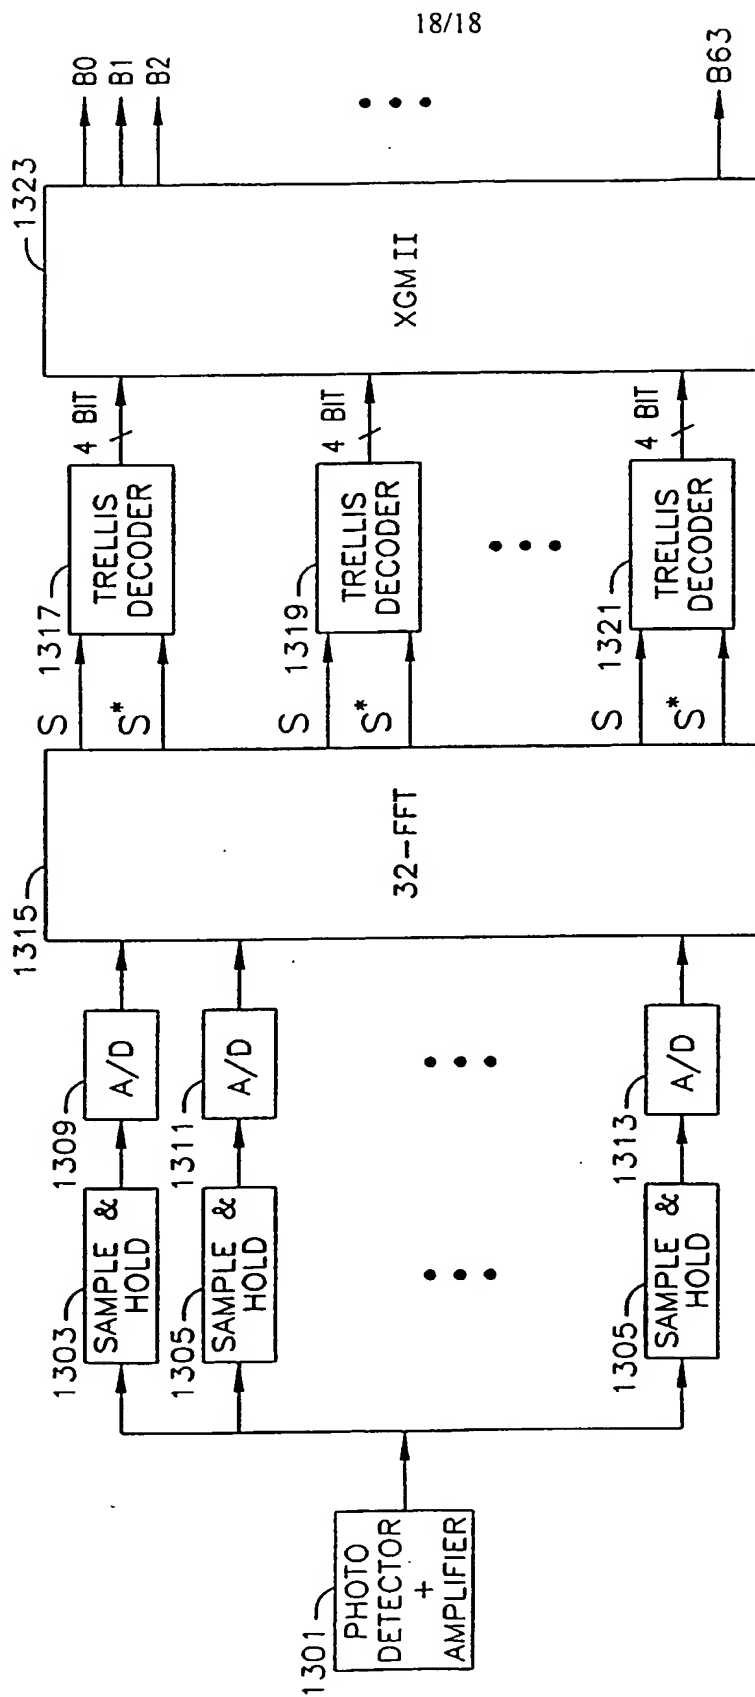 18/18
1301
PHOTO
DETECTOR
+
AMPLIFIER
1303
SAMPLE &
HOLD
1305
SAMPLE &
HOLD
1305
SAMPLE &
HOLD
1309
A/D
1311
A/D
1313
A/D
1315
32-FFT
S
S*
S
S*
S
S*
1317
TRELLIS
DECODER
1319
TRELLIS
DECODER
1321
TRELLIS
DECODER
4 BIT
4 BIT
4 BIT
1323
XGM II
B0
B1
B2
B63